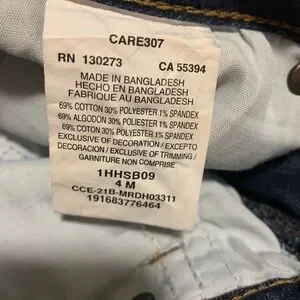 CARE307
RN 130273 CA 55394
MADE IN BANGLADESH
HECHO EN BANGLADESH
FABRIQUE AU BANGLADESH
69% COTTON 30% POLYESTER 1% SPANDEX
69% ALGODON 30% POLYESTER 1% SPANDEX
69% COTON 30% POLYESTER 1% SPANDEX
EXCLUSIVE OF DECORATION / EXCEPTO
DECORACION / EXCLUSIVE OF TRIMMING /
GARNITURE NON COMPRISE
1HHSB09
4 M
CCE-21B-MRDH03311
191683776464